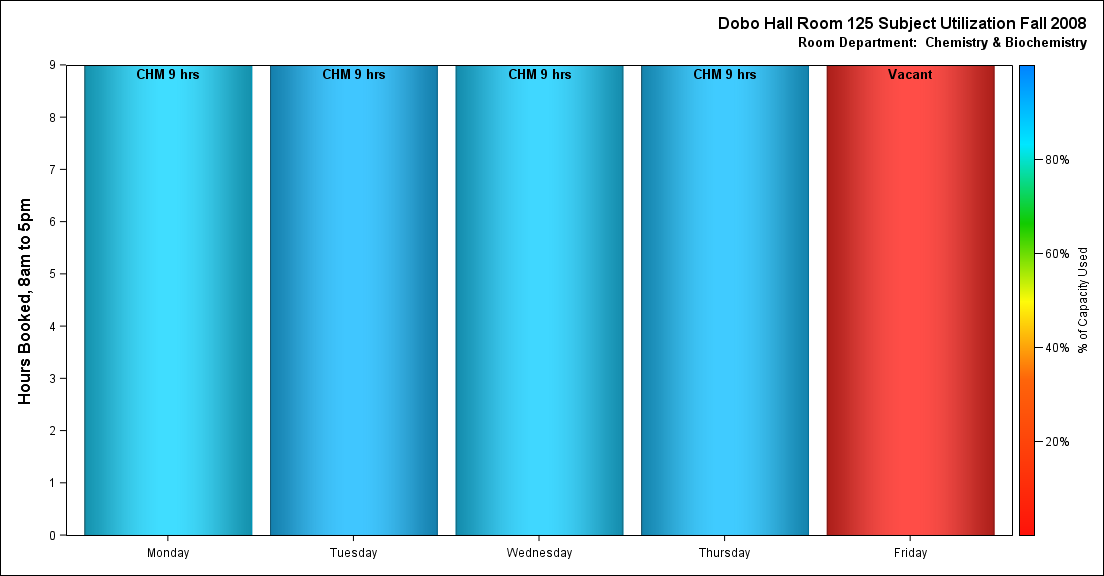 Dobo Hall Room 125 Subject Utilization Fall 2008
Room Department:  Chemistry & Biochemistry
Hours Booked, 8am to 5pm
9
8
7
6
5
4
3
2
1
0
CHM 9 hrs
CHM 9 hrs
CHM 9 hrs
CHM 9 hrs
Vacant
Monday
Tuesday
Wednesday
Thursday
Friday
80%
60%
40%
20%
% of Capacity Used